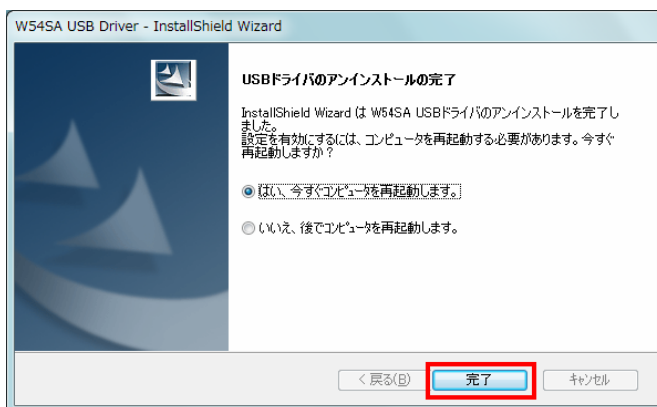 W54SA USB Driver - InstallShield Wizard
USBドライバのアンインストールの完了
InstallShield Wizard は W54SA USBドライバのアンインストールを完了し
ました。
設定を有効にするには、コンピュータを再起動する必要があります。今すぐ
再起動しますか？
はい、今すぐコンピュータを再起動します。
いいえ、後でコンピュータを再起動します。
< 戻る(B)
完了
キャンセル